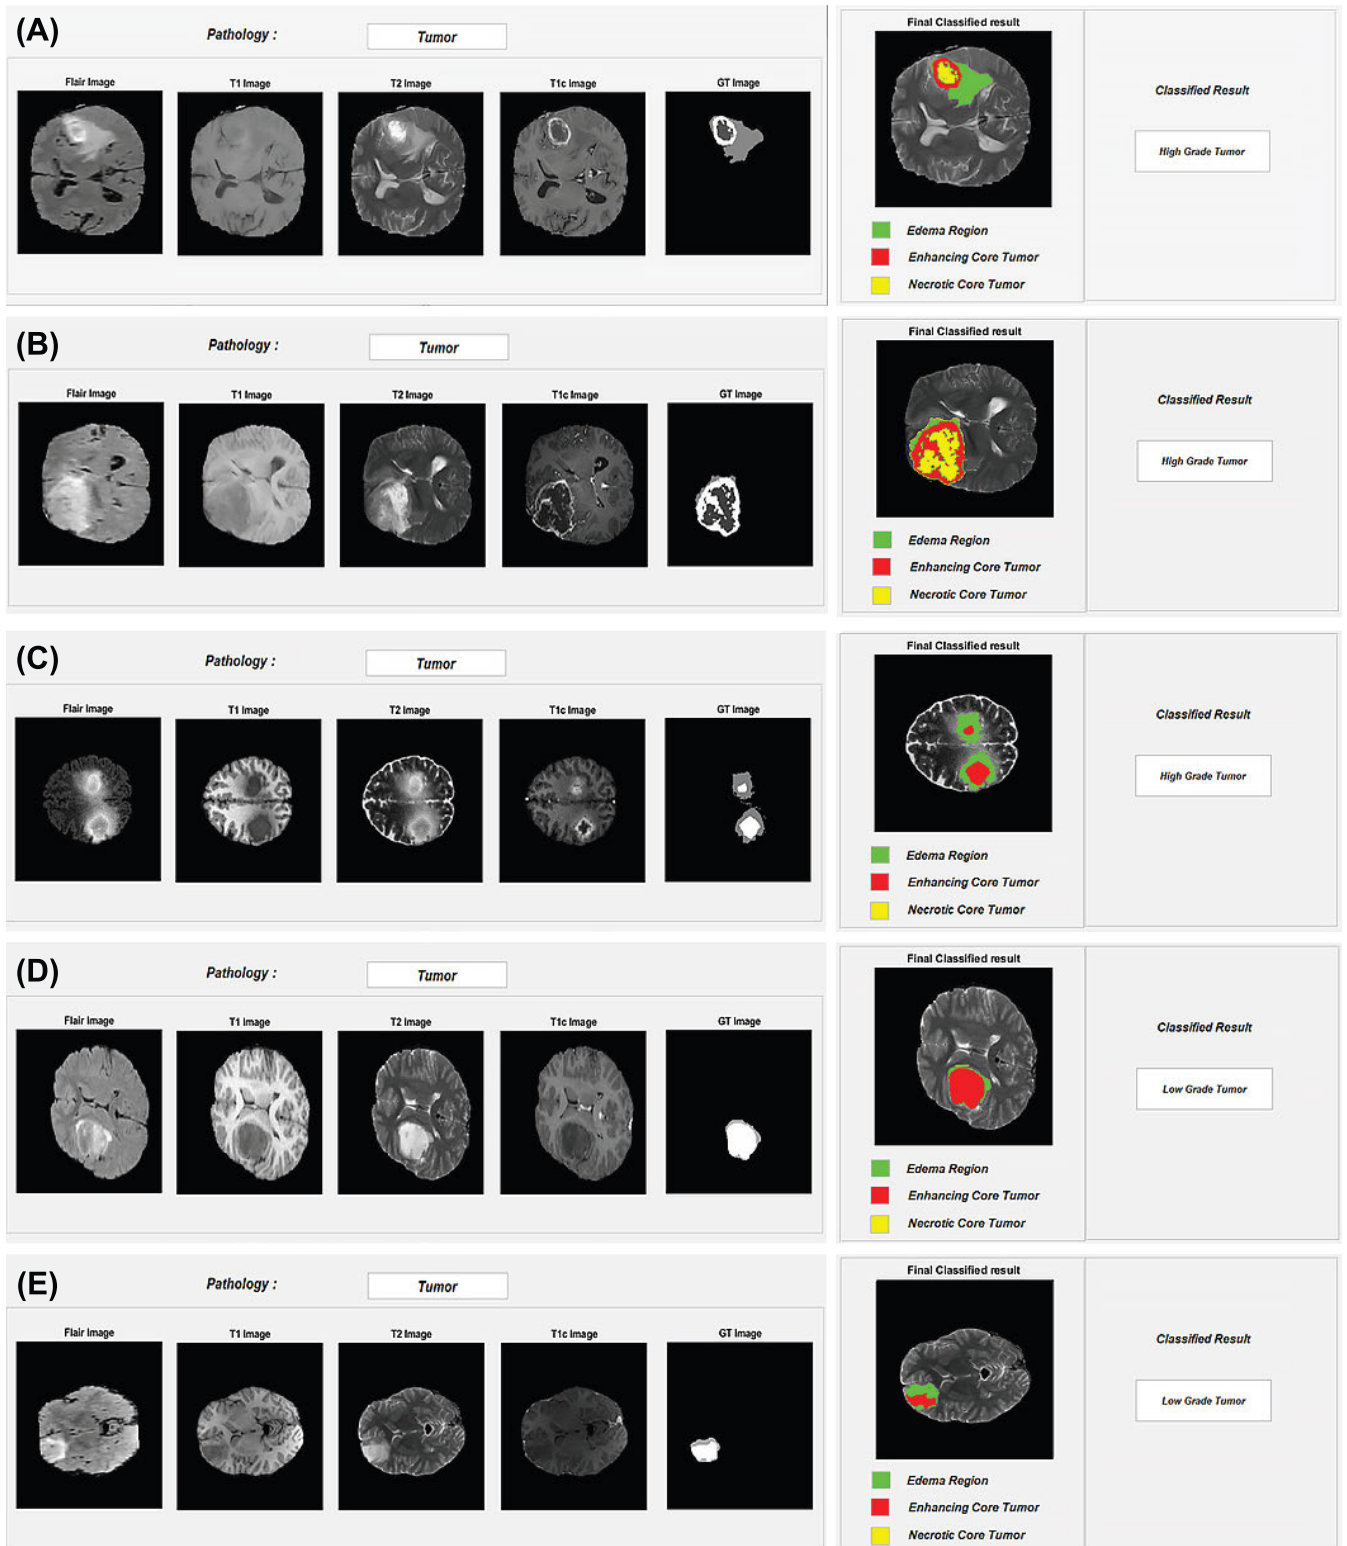 (A)
Pathology : Tumor
Flair Image T1 Image T2 Image T1c Image GT Image
Final Classified result
Edema Region
Enhancing Core Tumor
Necrotic Core Tumor
Classified Result
High Grade Tumor
(B)
Pathology : Tumor
Flair Image T1 Image T2 Image T1c Image GT Image
Final Classified result
Edema Region
Enhancing Core Tumor
Necrotic Core Tumor
Classified Result
High Grade Tumor
(C)
Pathology : Tumor
Flair Image T1 Image T2 Image T1c Image GT Image
Final Classified result
Edema Region
Enhancing Core Tumor
Necrotic Core Tumor
Classified Result
High Grade Tumor
(D)
Pathology : Tumor
Flair Image T1 Image T2 Image T1c Image GT Image
Final Classified result
Edema Region
Enhancing Core Tumor
Necrotic Core Tumor
Classified Result
Low Grade Tumor
(E)
Pathology : Tumor
Flair Image T1 Image T2 Image T1c Image GT Image
Final Classified result
Edema Region
Enhancing Core Tumor
Necrotic Core Tumor
Classified Result
Low Grade Tumor